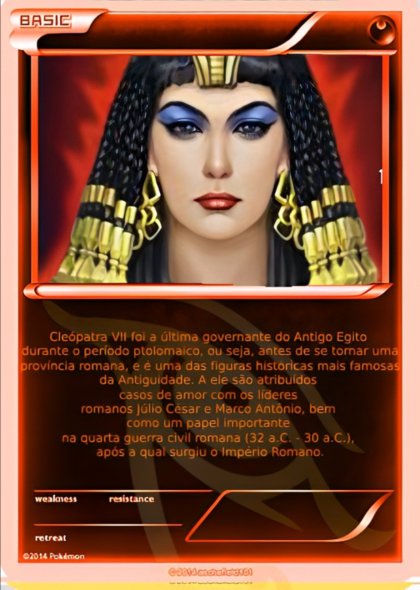 BASIC
1
Cleópatra VII foi a última governante do Antigo Egito
durante o período ptolomaico, ou seja, antes de se tornar uma
província romana, e é uma das figuras históricas mais famosas
da Antiguidade. A ele são atribuídos
casos de amor com os líderes
romanos Júlio César e Marco Antônio, bem
como um papel importante
na quarta guerra civil romana (32 a.C. - 30 a.C.),
após a qual surgiu o Império Romano.
weakness resistance
retreat
©2014 Pokémon
©2014